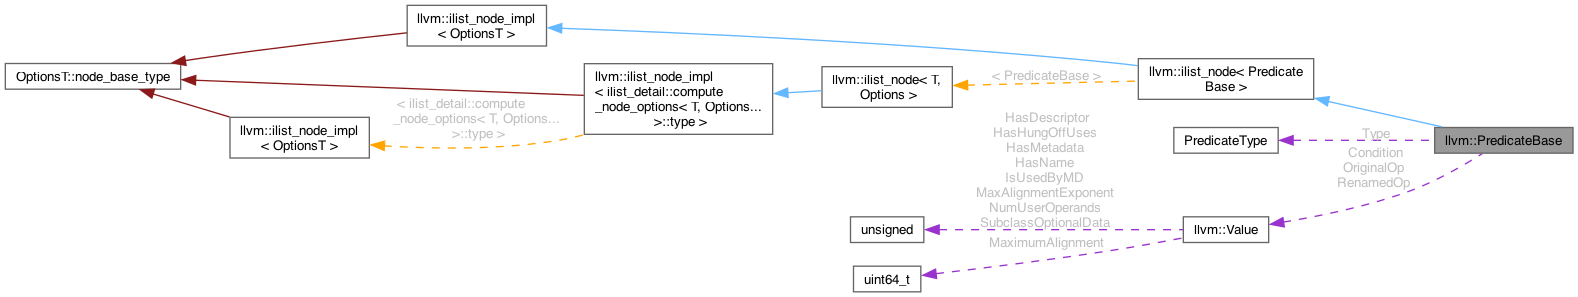 llvm::ilist_node_impl
< OptionsT >
OptionsT::node_base_type
llvm::ilist_node_impl
< ilist_detail::compute
_node_options< T, Options...
>::type >
llvm::ilist_node< T,
Options >
< PredicateBase >
llvm::ilist_node< Predicate
Base >
< ilist_detail::compute
_node_options< T, Options...
>::type >
llvm::ilist_node_impl
< OptionsT >
PredicateType
Type
llvm::PredicateBase
Condition
OriginalOp
RenamedOp
HasDescriptor
HasHungOffUses
HasMetadata
HasName
IsUsedByMD
MaxAlignmentExponent
NumUserOperands
SubclassOptionalData
unsigned
llvm::Value
MaximumAlignment
uint64_t